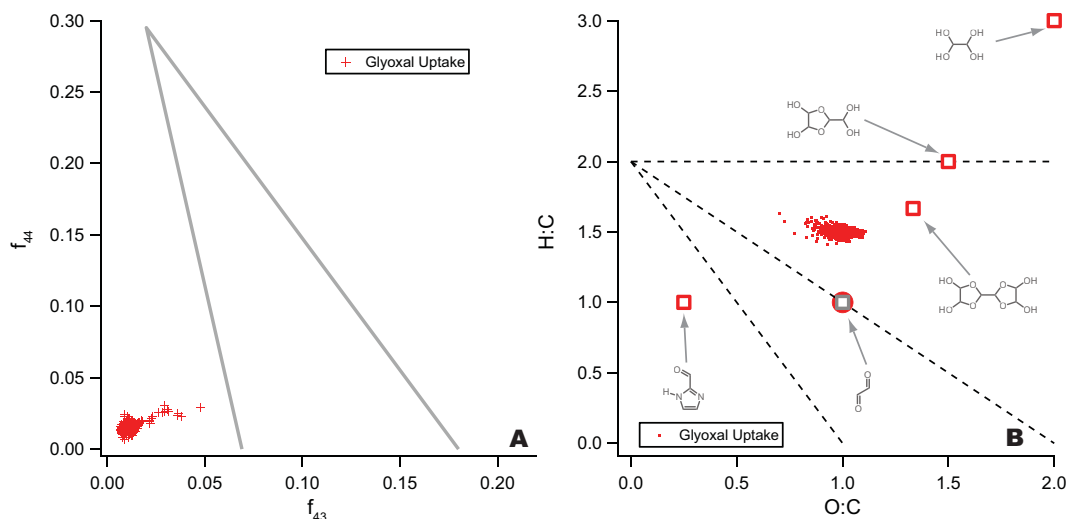 0.30
0.25
0.20
0.15
0.10
0.05
0.00
f44
0.00
0.05
0.10
0.15
0.20
f43
Glyoxal Uptake
A
3.0
2.5
2.0
1.5
1.0
0.5
0.0
H:C
0.0
0.5
1.0
1.5
2.0
O:C
HO OH
HO OH
HO O OH
HO O OH
HO O O OH
HO O O OH
O
H N N
O
O
Glyoxal Uptake
B